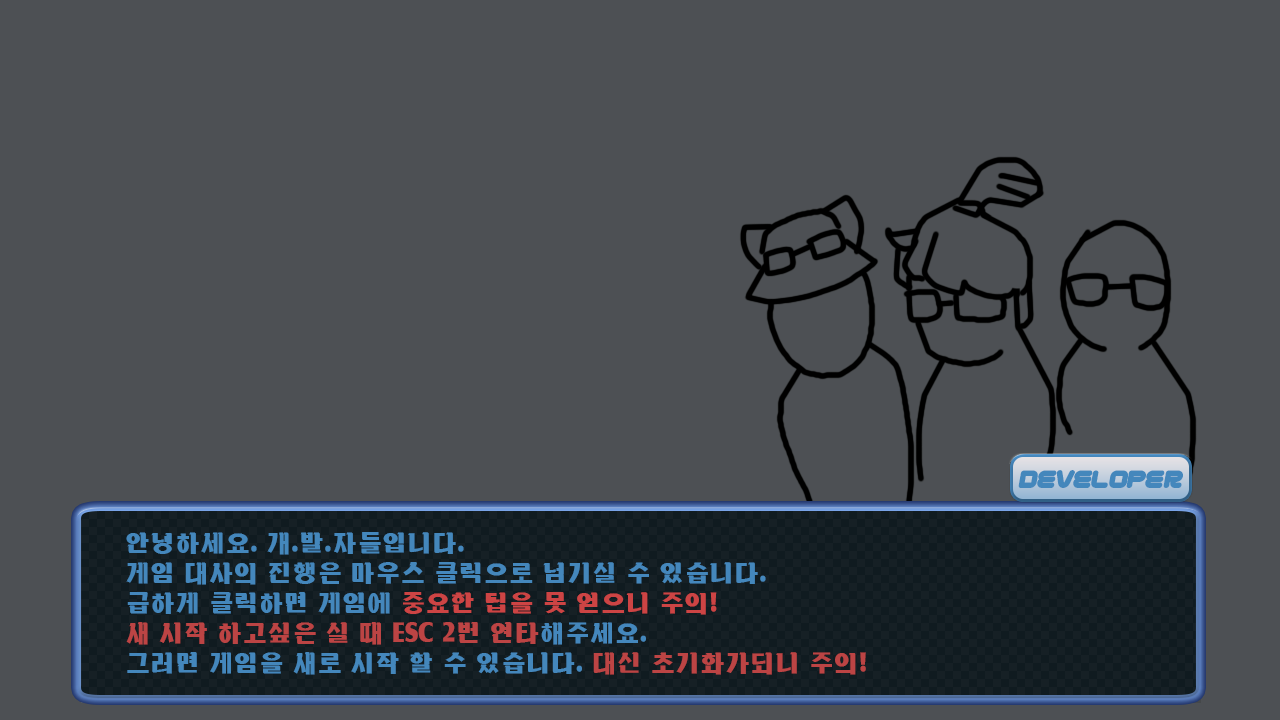 DEVELOPER
안녕하세요. 개.발.자들입니다.
게임 대사의 진행은 마우스 클릭으로 넘기실 수 있습니다.
급하게 클릭하면 게임에 중요한 팁을 못 얻으니 주의!
새 시작 하고싶은 실 때 ESC 2번 연타해주세요.
그러면 게임을 새로 시작 할 수 있습니다. 대신 초기화가되니 주의!